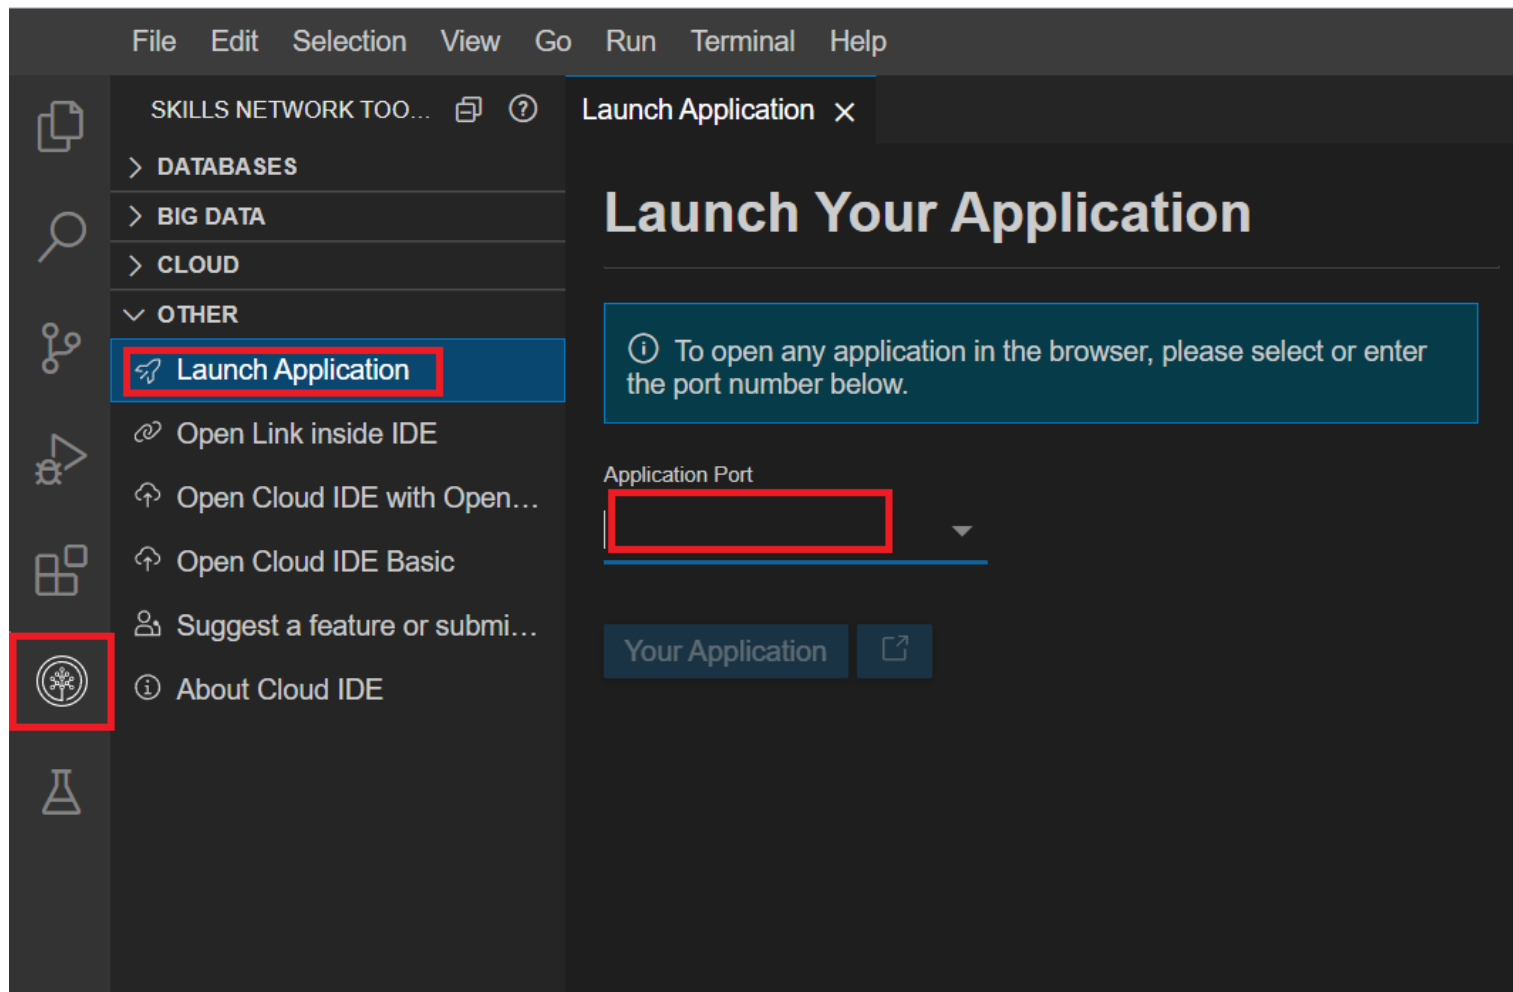 File Edit Selection View Go Run Terminal Help
SKILLS NETWORK TOO...
Launch Application
DATABASES
BIG DATA
CLOUD
OTHER
Launch Application
Open Link inside IDE
Open Cloud IDE with Open...
Open Cloud IDE Basic
Suggest a feature or submi...
About Cloud IDE
Launch Your Application
To open any application in the browser, please select or enter
the port number below.
Application Port
Your Application